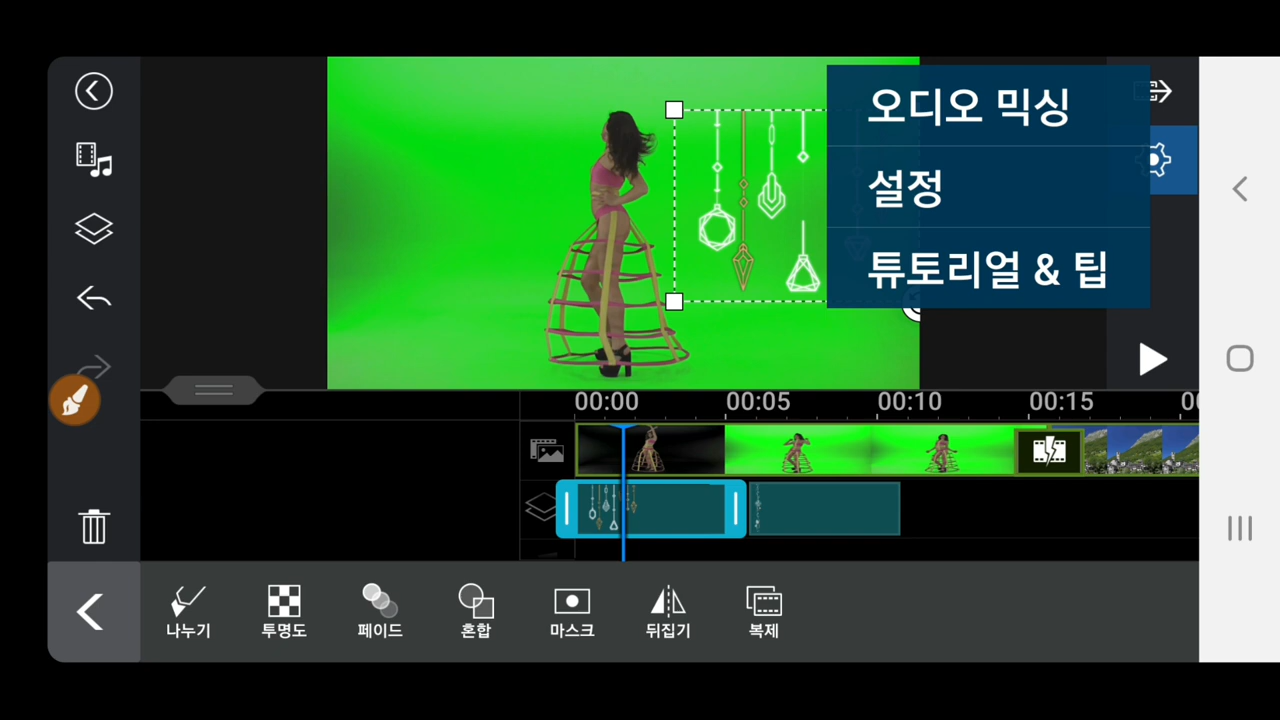 오디오 믹싱
설정
튜토리얼 & 팁
00:00
00:05
00:10
00:15
나누기
투명도
페이드
혼합
마스크
뒤집기
복제